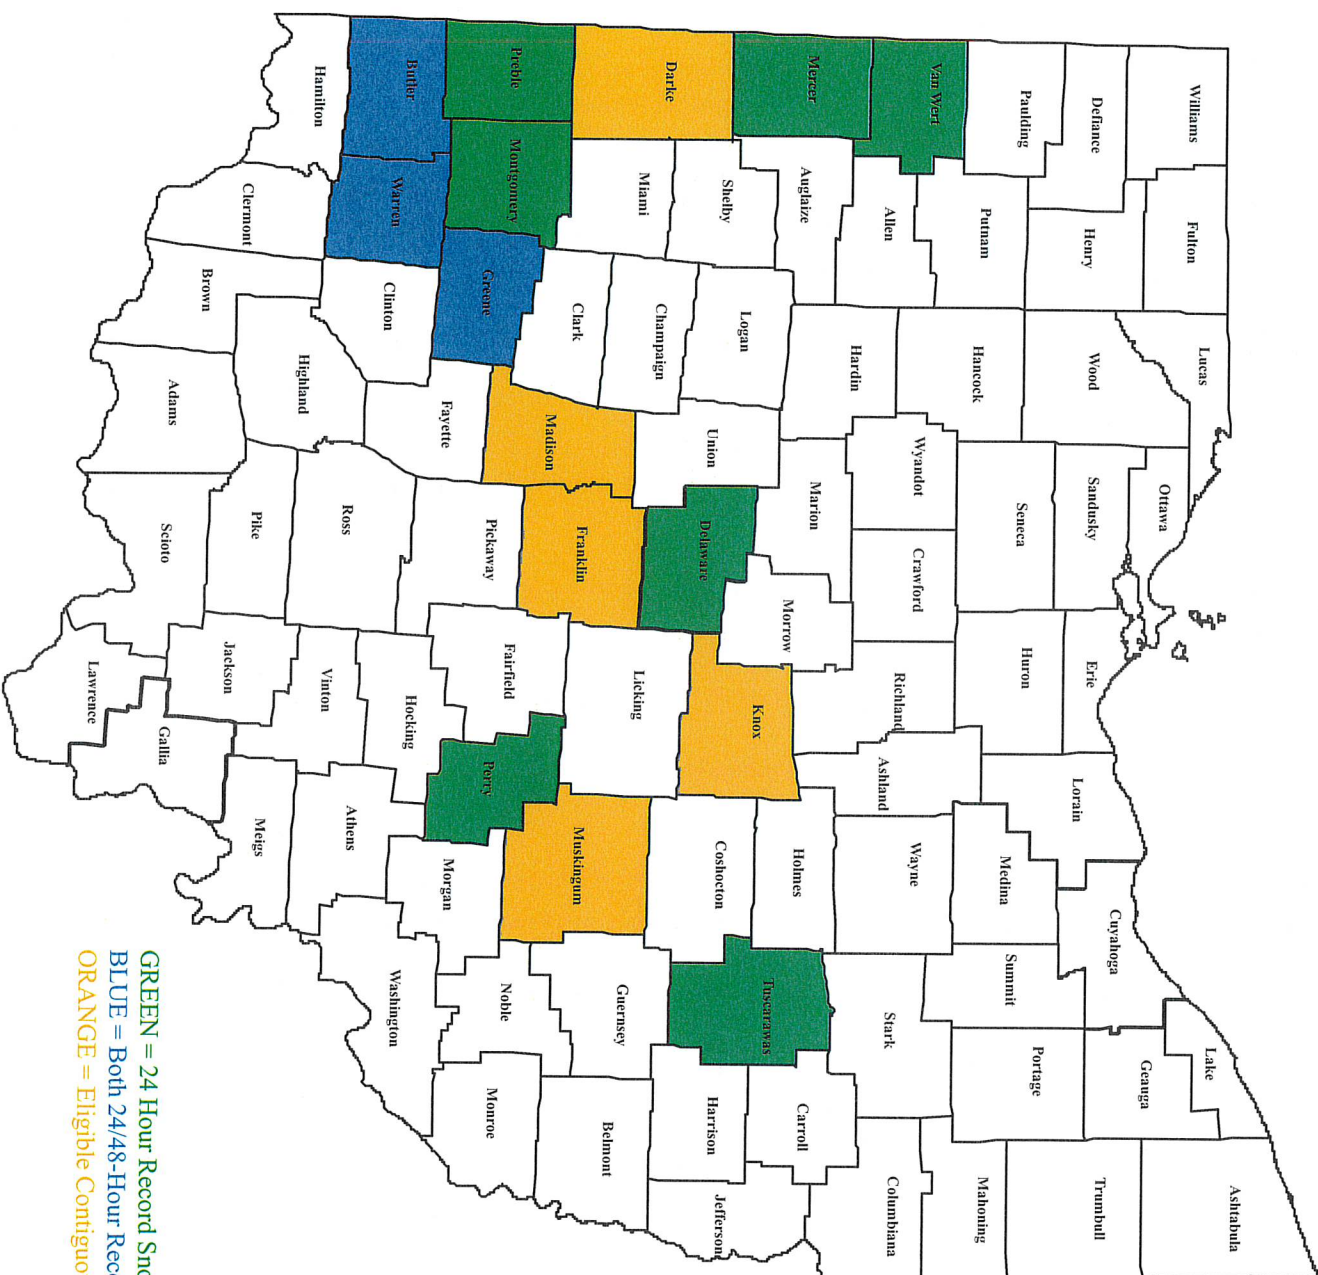 Williams
Fulton
Lucas
Ottawa
Lake
Ashtabula
Defiance
Henry
Wood
Sandusky
Erie
Lorain
Cuyahoga
Geauga
Trumbull
Paulding
Putnam
Hancock
Seneca
Huron
Medina
Summit
Portage
Mahoning
Van Wert
Allen
Hardin
Wyandot
Crawford
Richland
Ashland
Wayne
Stark
Columbiana
Mercer
Auglaize
Logan
Marion
Morrow
Knox
Holmes
Tuscarawas
Carroll
Darke
Shelby
Champaign
Union
Delaware
Coshocton
Harrison
Jefferson
Miami
Clark
Madison
Franklin
Licking
Muskingum
Guernsey
Belmont
Preble
Montgomery
Greene
Fayette
Pickaway
Fairfield
Perry
Morgan
Noble
Monroe
Butler
Warren
Clinton
Highland
Ross
Hocking
Athens
Washington
Hamilton
Clermont
Brown
Adams
Pike
Vinton
Meigs
Scioto
Jackson
Gallia
Lawrence
GREEN = 24 Hour Record Sno
BLUE = Both 24/48-Hour Rec
ORANGE = Eligible Contiguo